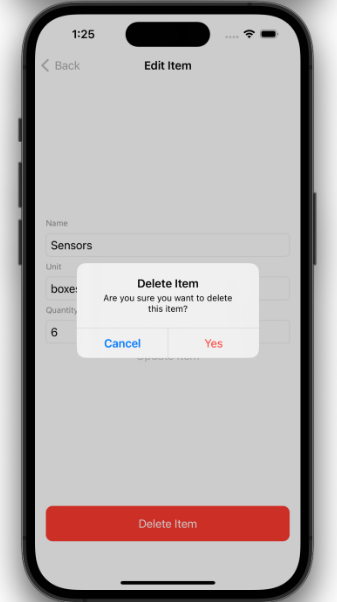 1:25
Back
Edit Item
Name
Sensors
Unit
boxes
Quantity
6
Delete Item
Are you sure you want to delete
this item?
Cancel
Yes
Update Item
Delete Item